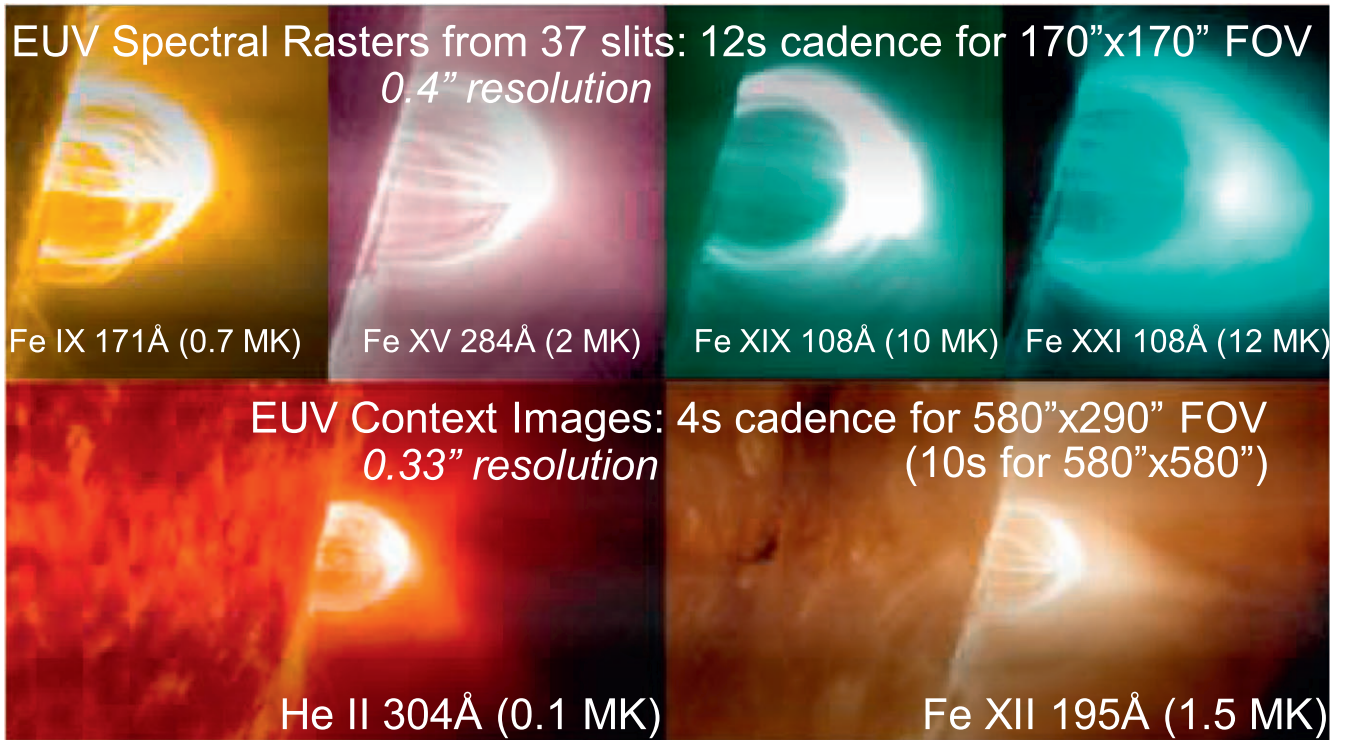 EUV Spectral Rasters from 37 slits: 12s cadence for 170”x170” FOV
0.4” resolution
Fe IX 171Å (0.7 MK)
Fe XV 284Å (2 MK)
Fe XIX 108Å (10 MK)
Fe XXI 108Å (12 MK)
EUV Context Images: 4s cadence for 580”x290” FOV
0.33” resolution
(10s for 580”x580”)
He II 304Å (0.1 MK)
Fe XII 195Å (1.5 MK)